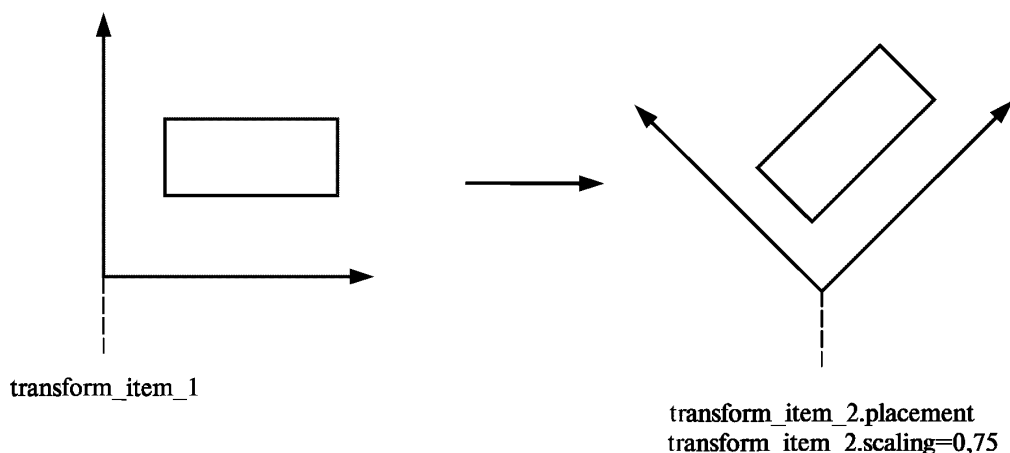 transform_item_1
transform_item_2.placement
transform_item_2.scaling=0,75